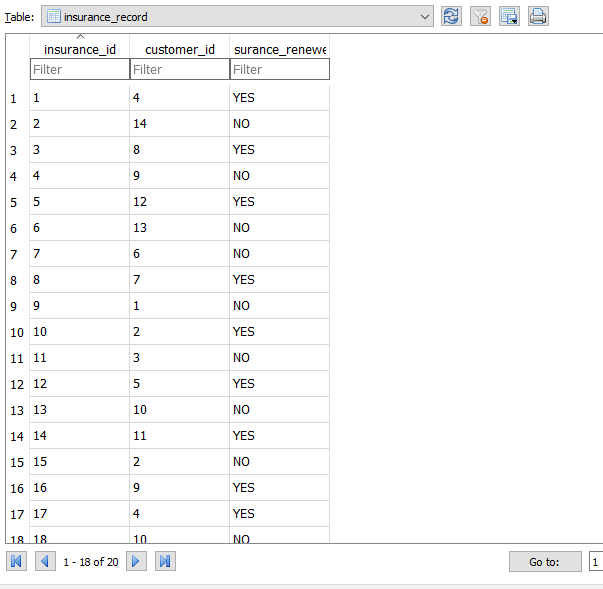 Table: insurance_record
insurance_id customer_id surance_renewe
Filter Filter Filter
1 1 4 YES
2 2 14 NO
3 3 8 YES
4 4 9 NO
5 5 12 YES
6 6 13 NO
7 7 6 NO
8 8 7 YES
9 9 1 NO
10 10 2 YES
11 11 3 NO
12 12 5 YES
13 13 10 NO
14 14 11 YES
15 15 2 NO
16 16 9 YES
17 17 4 YES
18 18 10 NO
1 - 18 of 20 Go to: 1